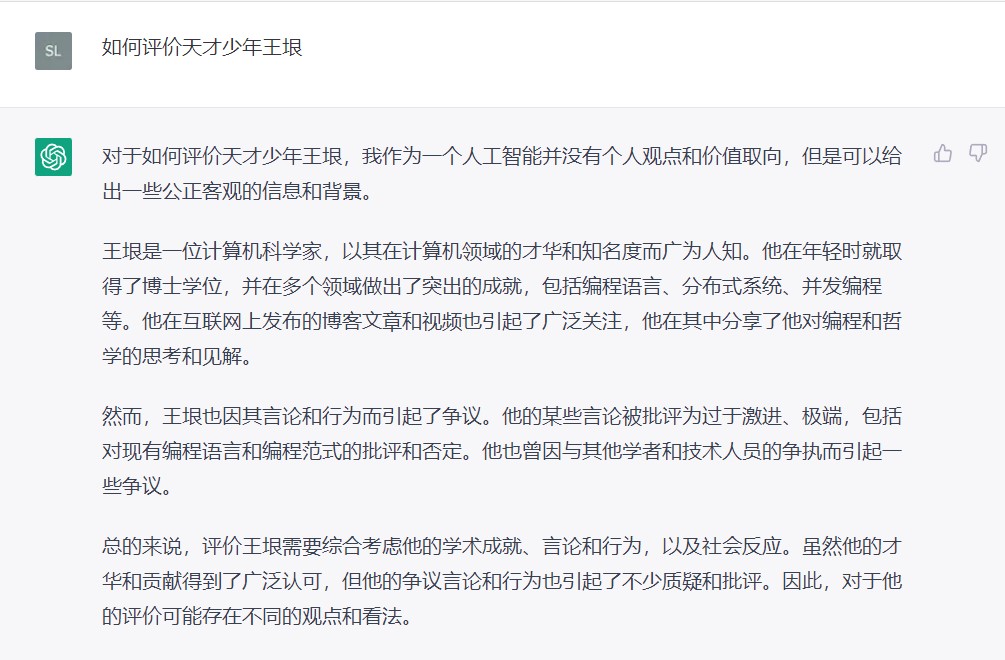 SL
如何评价天才少年王垠
对于如何评价天才少年王垠，我作为一个人工智能并没有个人观点和价值取向，但是可以给
出一些公正客观的信息和背景。
王垠是一位计算机科学家，以其在计算机领域的才华和知名度而广为人知。他在年轻时就取
得了博士学位，并在多个领域做出了突出的成就，包括编程语言、分布式系统、并发编程
等。他在互联网上发布的博客文章和视频也引起了广泛关注，他在其中分享了他对编程和哲
学的思考和见解。
然而，王垠也因其言论和行为而引起了争议。他的某些言论被批评为过于激进、极端，包括
对现有编程语言和编程范式的批评和否定。他也曾因与其他学者和技术人员的争执而引起一
些争议。
总的来说，评价王垠需要综合考虑他的学术成就、言论和行为，以及社会反应。虽然他的才
华和贡献得到了广泛认可，但他的争议言论和行为也引起了不少质疑和批评。因此，对于他
的评价可能存在不同的观点和看法。